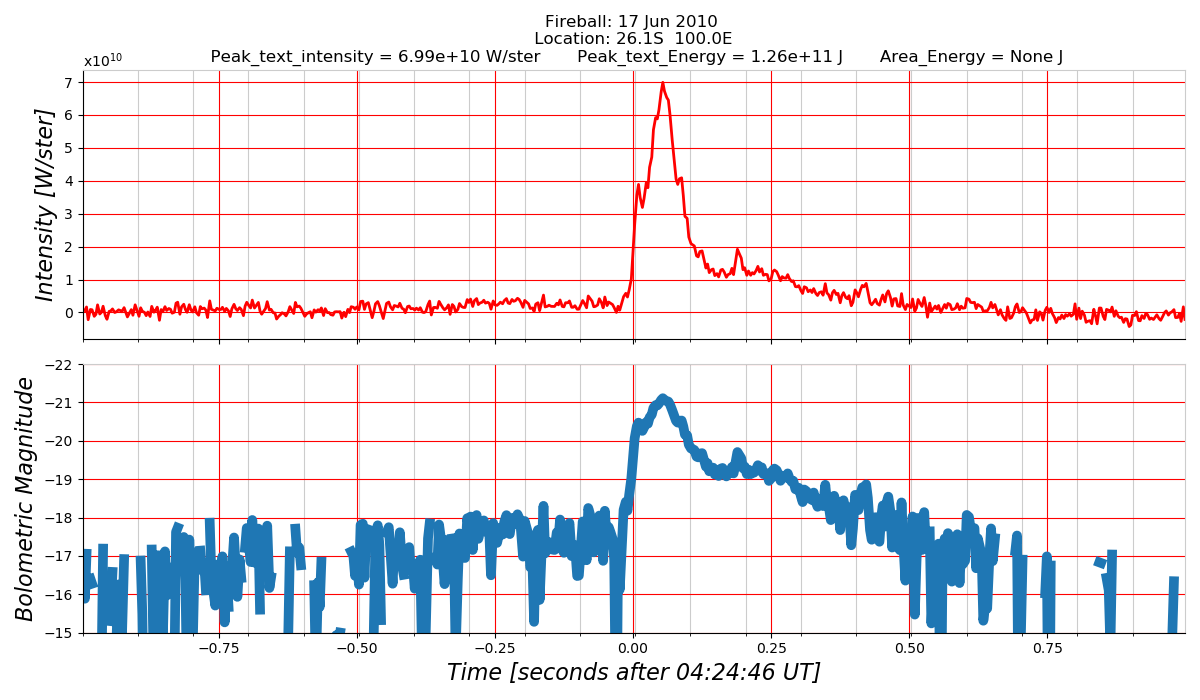 Fireball: 17 Jun 2010
Location: 26.1S  100.0E
Peak_text_intensity = 6.99e+10 W/ster       Peak_text_Energy = 1.26e+11 J       Area_Energy = None J
x10¹⁰
7
6
5
4
3
2
1
0
Intensity [W/ster]
−22
−21
−20
−19
−18
−17
−16
−15
Bolometric Magnitude
−0.75 −0.50 −0.25 0.00 0.25 0.50 0.75
Time [seconds after 04:24:46 UT]